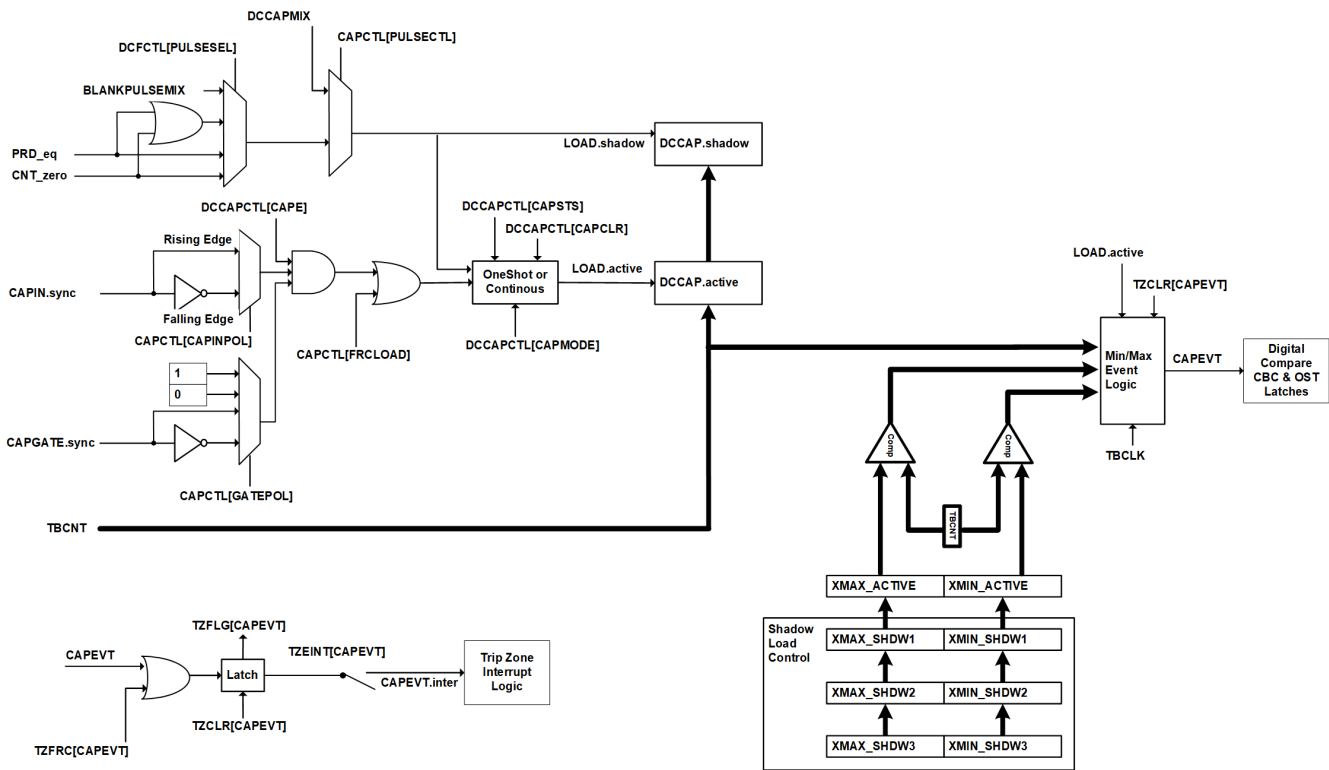 DCCAPMIX
CAPCTL[PULSECTL]
DCFCTL[PULSESEL]
BLANKPULSEMIX
PRD_eq
CNT_zero
LOAD.shadow
DCCAP.shadow
DCCAPCTL[CAPE]
DCCAPCTL[CAPSTS]
DCCAPCTL[CAPCLR]
Rising Edge
CAPIN.sync
Falling Edge
CAPCTL[CAPINPOL]
OneShot or
Continous
LOAD.active
DCCAP.active
CAPCTL[FRCLOAD]
DCCAPCTL[CAPMODE]
1
0
CAPGATE.sync
CAPCTL[GATEPOL]
TBCNT
LOAD.active
TZCLR[CAPEVT]
Min/Max
Event
Logic
CAPEVT
Digital
Compare
CBC & OST
Latches
TBCLK
Comp
Comp
TBCNT
XMAX_ACTIVE
XMIN_ACTIVE
Shadow
Load
Control
XMAX_SHDW1
XMIN_SHDW1
XMAX_SHDW2
XMIN_SHDW2
XMAX_SHDW3
XMIN_SHDW3
TZFLG[CAPEVT]
CAPEVT
TZEINT[CAPEVT]
Latch
CAPEVT.inter
Trip Zone
Interrupt
Logic
TZCLR[CAPEVT]
TZFRC[CAPEVT]